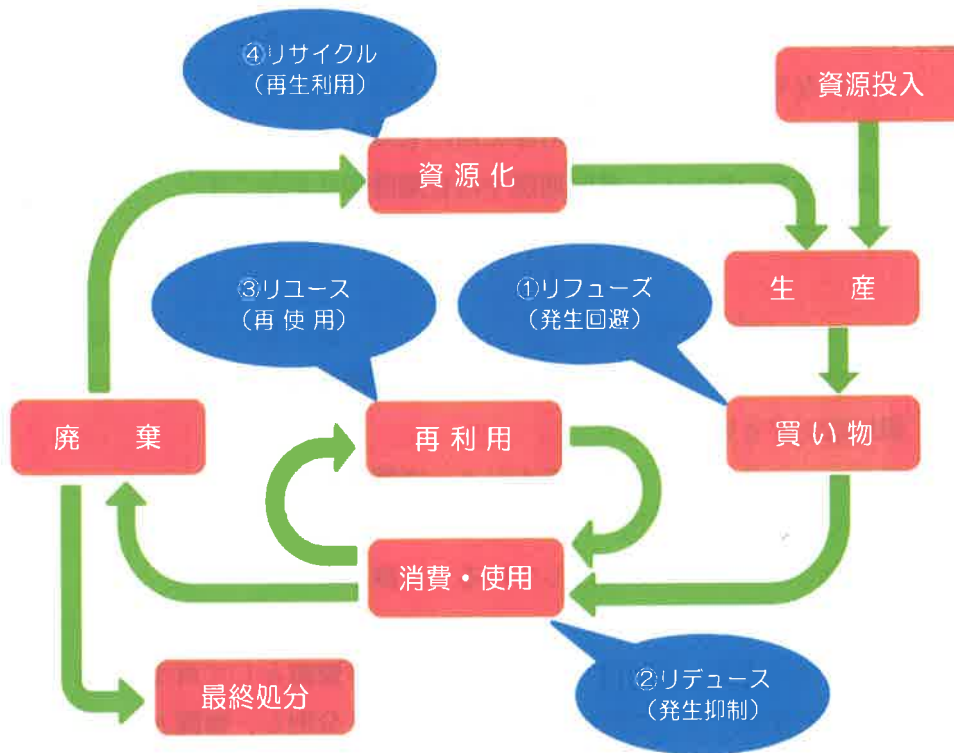 ④リサイクル
（再生利用）
資源投入
資 源 化
③リユース
（再 使 用）
①リフューズ
（発生回避）
生　　産
廃　　棄
再 利 用
買 い 物
消費・使用
最終処分
②リデュース
（発生抑制）